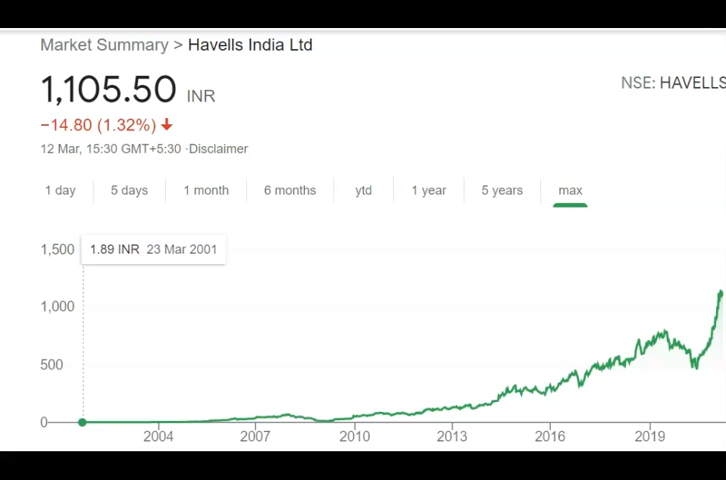 Market Summary > Havells India Ltd
1,105.50 INR
NSE: HAVELLS
−14.80 (1.32%)
12 Mar, 15:30 GMT+5:30 ·Disclaimer
1 day 5 days 1 month 6 months ytd 1 year 5 years max
1,500
1.89 INR 23 Mar 2001
1,000
500
0
2004 2007 2010 2013 2016 2019